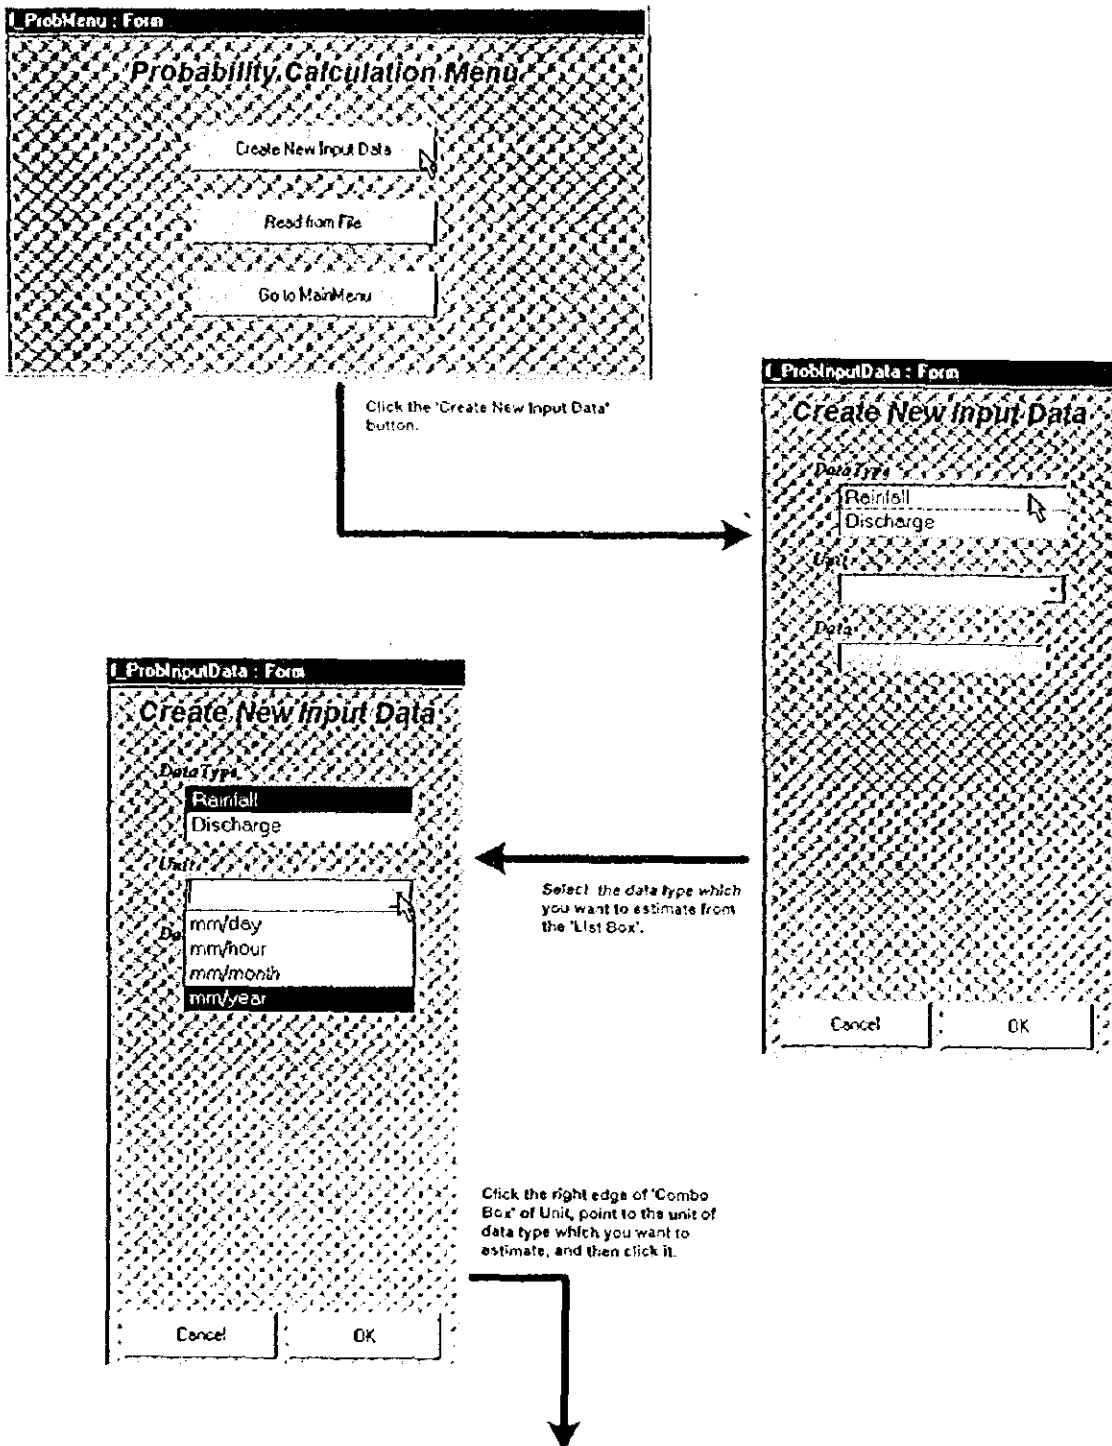 f_ProbMenu : Form
Probability Calculation Menu
Create New Input Data
Read from File
Go to MainMenu
Click the 'Create New Input Data'
button.
f_ProbInputData : Form
Create New Input Data
DataType
Rainfall
Discharge
Unit
Data
Cancel
OK
Select the data type which
you want to estimate from
the 'List Box'.
f_ProbInputData : Form
Create New Input Data
DataType
Rainfall
Discharge
Unit
mm/day
Da
mm/hour
mm/month
mm/year
Cancel
OK
Click the right edge of 'Combo
Box' of Unit, point to the unit of
data type which you want to
estimate, and then click it.